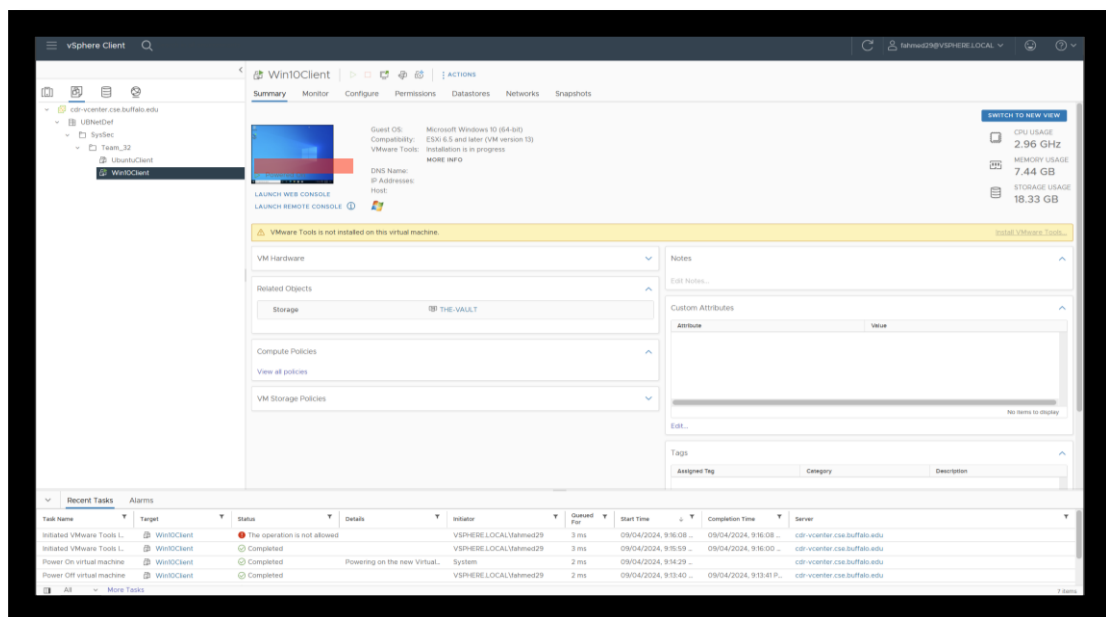 vSphere Client
fahmed29@VSPHERE.LOCAL
Win10Client
ACTIONS
Summary Monitor Configure Permissions Datastores Networks Snapshots
cdr-vcenter.cse.buffalo.edu
UBNetDef
SysSec
Team_32
UbuntuClient
Win10Client
SWITCH TO NEW VIEW
Guest OS: Microsoft Windows 10 (64-bit)
Compatibility: ESXi 6.5 and later (VM version 13)
VMware Tools: Installation is in progress
MORE INFO
DNS Name:
IP Addresses:
Host:
LAUNCH WEB CONSOLE
LAUNCH REMOTE CONSOLE
CPU USAGE
2.96 GHz
MEMORY USAGE
7.44 GB
STORAGE USAGE
18.33 GB
VMware Tools is not installed on this virtual machine.
Install VMware Tools...
VM Hardware
Related Objects
Storage THE-VAULT
Compute Policies
View all policies
VM Storage Policies
Notes
Edit Notes...
Custom Attributes
Attribute Value
No items to display
Edit...
Tags
Assigned Tag Category Description
Recent Tasks Alarms
Task Name Target Status Details Initiator Queued For Start Time Completion Time Server
Initiated VMware Tools I... Win10Client The operation is not allowed VSPHERE.LOCAL\fahmed29 3 ms 09/04/2024, 9:16:08 ... 09/04/2024, 9:16:08 ... cdr-vcenter.cse.buffalo.edu
Initiated VMware Tools I... Win10Client Completed VSPHERE.LOCAL\fahmed29 3 ms 09/04/2024, 9:15:59 ... 09/04/2024, 9:16:00 ... cdr-vcenter.cse.buffalo.edu
Power On virtual machine Win10Client Completed Powering on the new Virtual... System 2 ms 09/04/2024, 9:14:29 ... cdr-vcenter.cse.buffalo.edu
Power Off virtual machine Win10Client Completed VSPHERE.LOCAL\fahmed29 2 ms 09/04/2024, 9:13:40 ... 09/04/2024, 9:13:41 P... cdr-vcenter.cse.buffalo.edu
All More Tasks
7 items